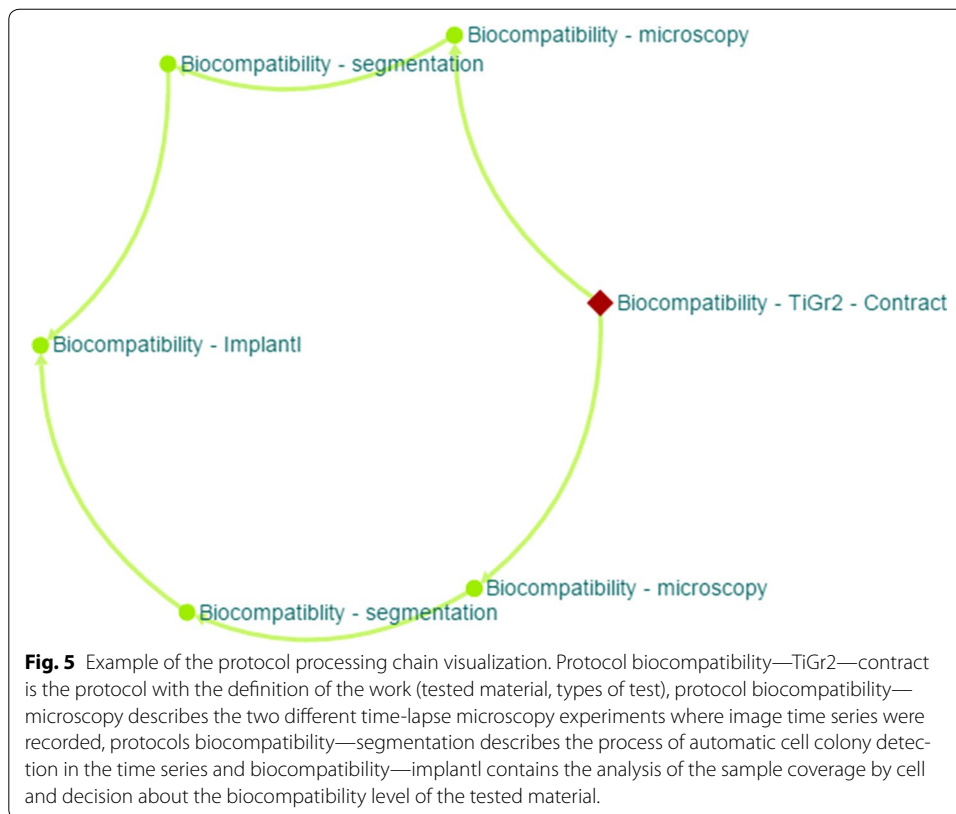 Biocompatibility - microscopy
Biocompatibility - segmentation
Biocompatibility - TiGr2 - Contract
Biocompatibility - Implantl
Biocompatibility - microscopy
Biocompatiblity - segmentation
Fig. 5 Example of the protocol processing chain visualization. Protocol biocompatibility—TiGr2—contract
is the protocol with the definition of the work (tested material, types of test), protocol biocompatibility—
microscopy describes the two different time-lapse microscopy experiments where image time series were
recorded, protocols biocompatibility—segmentation describes the process of automatic cell colony detec-
tion in the time series and biocompatibility—implantl contains the analysis of the sample coverage by cell
and decision about the biocompatibility level of the tested material.